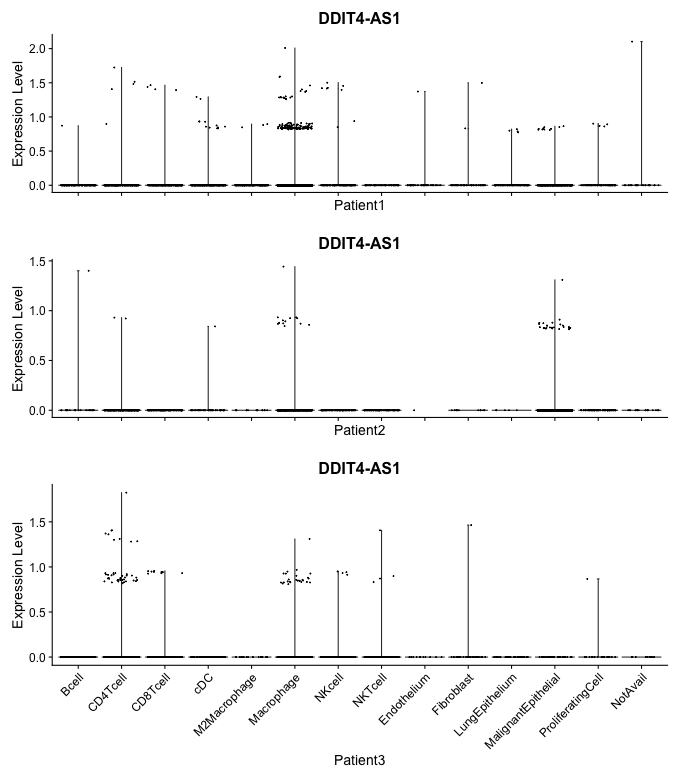 DDIT4-AS1
Expression Level
2.0
1.5
1.0
0.5
0.0
Patient1
DDIT4-AS1
Expression Level
1.5
1.0
0.5
0.0
Patient2
DDIT4-AS1
Expression Level
1.5
1.0
0.5
0.0
Bcell
CD4Tcell
CD8Tcell
cDC
M2Macrophage
Macrophage
NKcell
NKTcell
Endothelium
Fibroblast
LungEpithelium
MalignantEpithelial
ProliferatingCell
NotAvail
Patient3